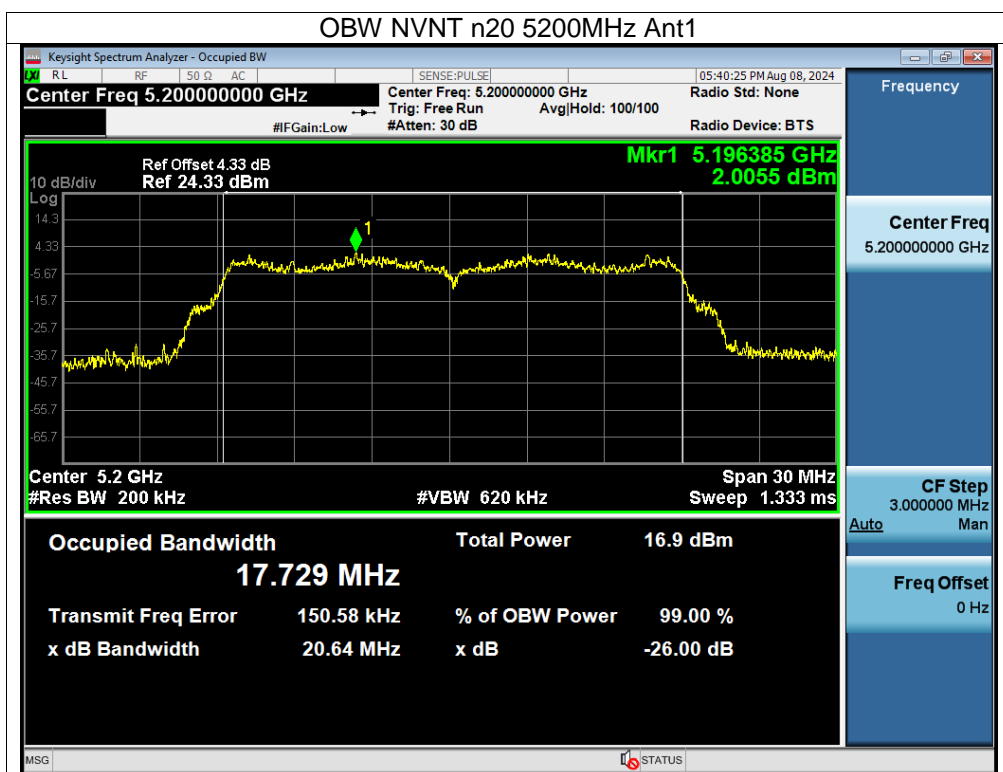 OBW NVNT n20 5200MHz Ant1
Keysight Spectrum Analyzer - Occupied BW
LXI RL RF 50 Ω AC SENSE:PULSE 05:40:25 PM Aug 08, 2024
Center Freq 5.200000000 GHz
Center Freq: 5.200000000 GHz
Radio Std: None
Trig: Free Run Avg|Hold: 100/100
#IFGain:Low #Atten: 30 dB Radio Device: BTS
Ref Offset 4.33 dB
10 dB/div Ref 24.33 dBm
Mkr1 5.196385 GHz
2.0055 dBm
Log
14.3
4.33
-5.67
-15.7
-25.7
-35.7
-45.7
-55.7
-65.7
1
Center 5.2 GHz Span 30 MHz
#Res BW 200 kHz #VBW 620 kHz Sweep 1.333 ms
Occupied Bandwidth Total Power 16.9 dBm
17.729 MHz
Transmit Freq Error 150.58 kHz % of OBW Power 99.00 %
x dB Bandwidth 20.64 MHz x dB -26.00 dB
MSG STATUS
Frequency
Center Freq
5.200000000 GHz
CF Step
3.000000 MHz
Auto Man
Freq Offset
0 Hz